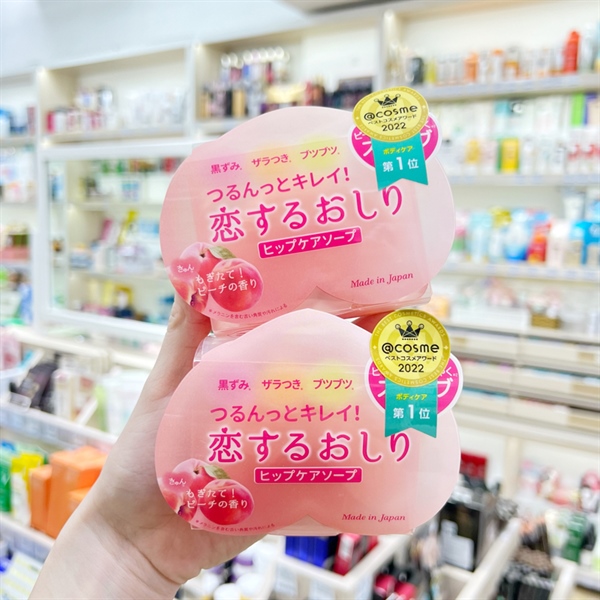 @cosme
ベストコスメアワード
2022
ボディケア
第1位
黒ずみ、ザラつき、ブツブツ、
つるんっとキレイ!
恋するおしり
ヒップケアソープ
もぎたて!
ピーチの香り
Made in Japan
@cosme
ベストコスメアワード
2022
ボディケア
第1位
黒ずみ、ザラつき、ブツブツ、
つるんっとキレイ!
恋するおしり
ヒップケアソープ
もぎたて!
ピーチの香り
Made in Japan